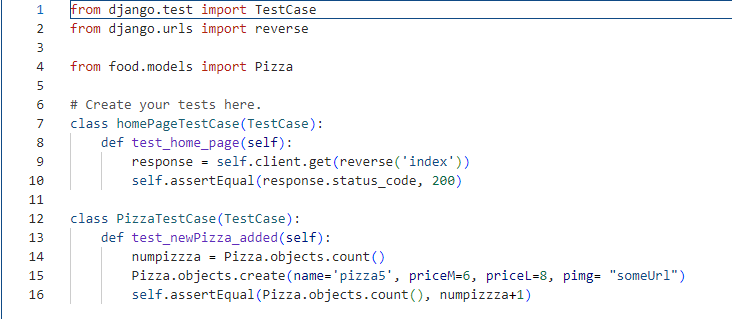 1 from django.test import TestCase
2 from django.urls import reverse
3
4 from food.models import Pizza
5
6 # Create your tests here.
7 class homePageTestCase(TestCase):
8     def test_home_page(self):
9         response = self.client.get(reverse('index'))
10         self.assertEqual(response.status_code, 200)
11
12 class PizzaTestCase(TestCase):
13     def test_newPizza_added(self):
14         numpizzza = Pizza.objects.count()
15         Pizza.objects.create(name='pizza5', priceM=6, priceL=8, pimg= "someUrl")
16         self.assertEqual(Pizza.objects.count(), numpizzza+1)